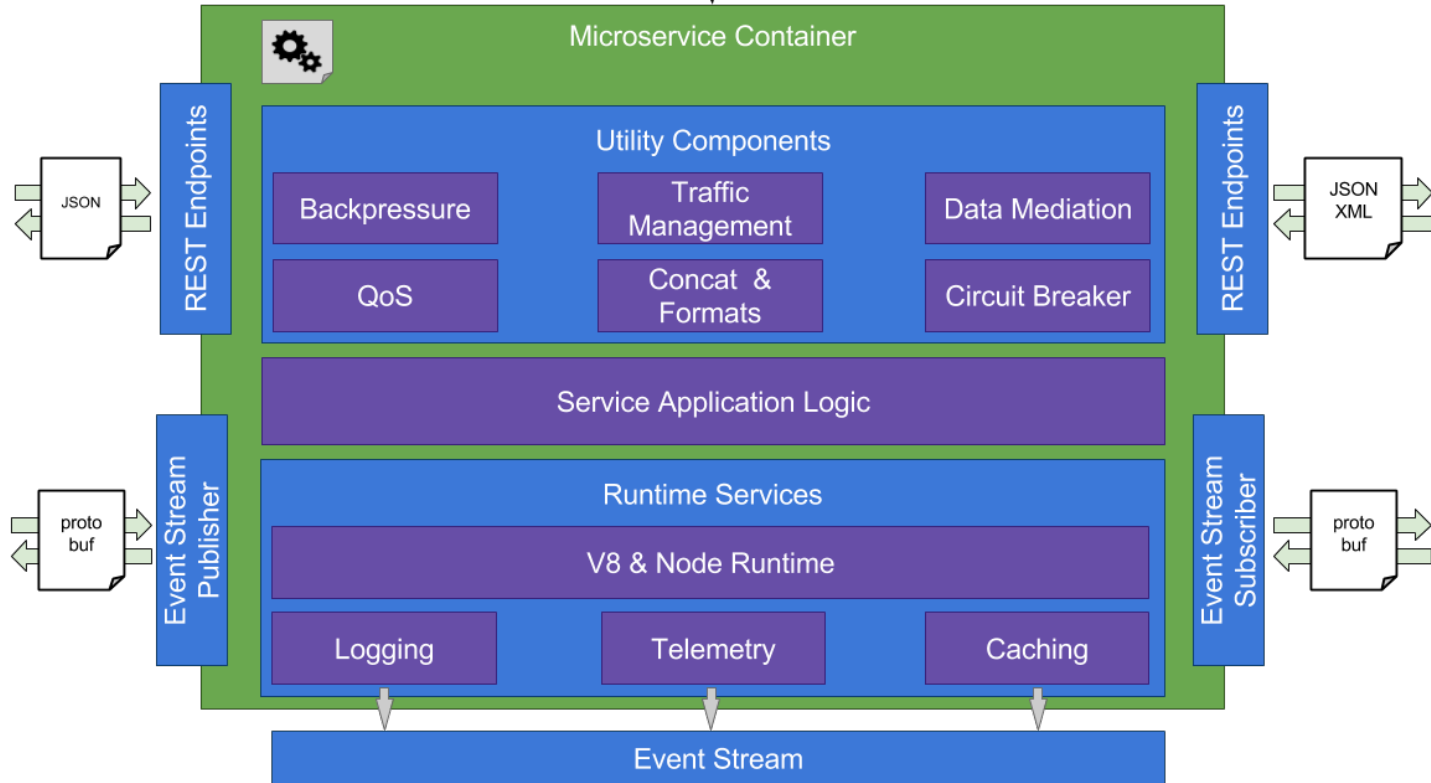 Microservice Container
REST Endpoints
JSON
Utility Components
Backpressure
Traffic
Management
Data Mediation
QoS
Concat &
Formats
Circuit Breaker
REST Endpoints
JSON
XML
Service Application Logic
Event Stream
Publisher
proto
buf
Runtime Services
V8 & Node Runtime
Logging
Telemetry
Caching
Event Stream
Subscriber
proto
buf
Event Stream